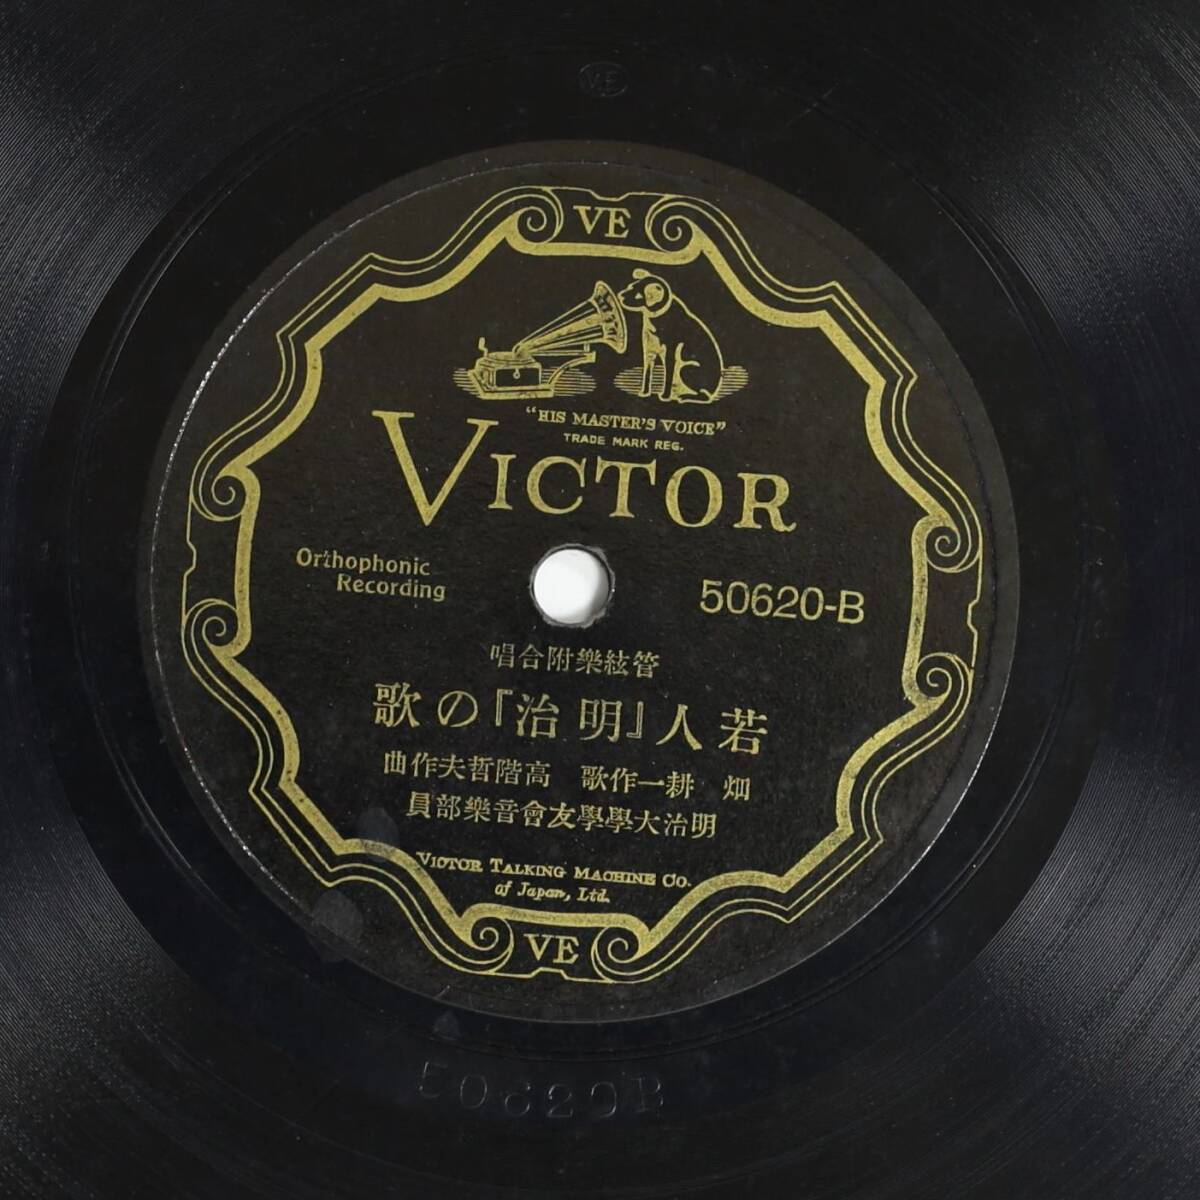 VE
VE
"HIS MASTER'S VOICE"
TRADE MARK REG.
VICTOR
Orthophonic
Recording
50620-B
管絃樂附合唱
若人『明治』の歌
畑 耕一作歌 高階哲夫作曲
明治大學學友會音樂部員
VICTOR TALKING MACHINE CO.
of Japan, Ltd.
VE
50620B